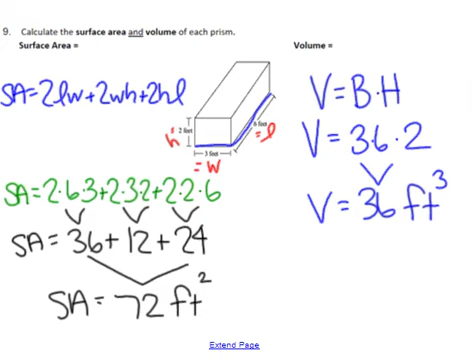 9. Calculate the surface area and volume of each prism.
Surface Area =
Volume =
SA=2lw+2wh+2hl
h = 2 feet
6 feet
=l
3 feet
=w
SA=2·6·3+2·3·2+2·2·6
SA=36+12+24
SA=72 ft²
V=B·H
V=3·6·2
V=36 ft³
Extend Page